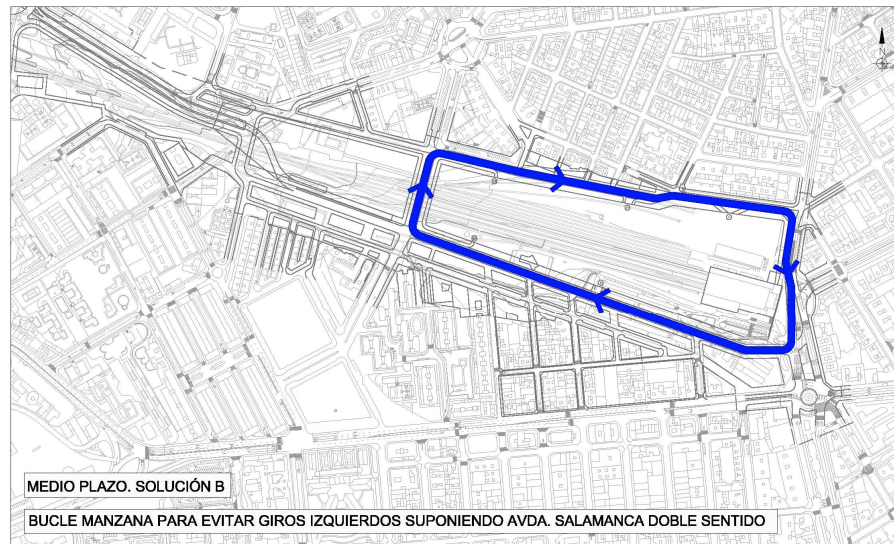 N
MEDIO PLAZO. SOLUCIÓN B
BUCLE MANZANA PARA EVITAR GIROS IZQUIERDOS SUPONIENDO AVDA. SALAMANCA DOBLE SENTIDO